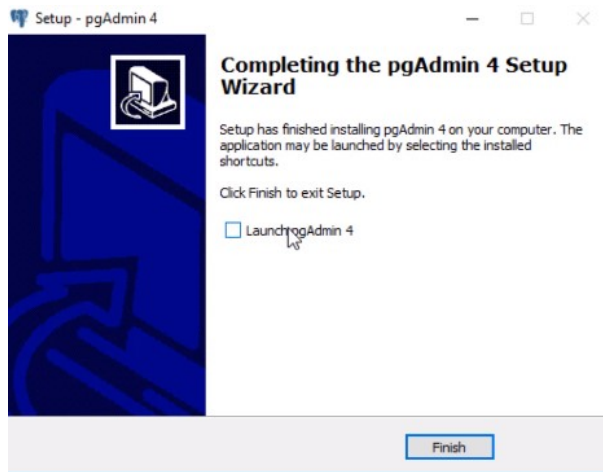 Setup - pgAdmin 4
Completing the pgAdmin 4 Setup
Wizard
Setup has finished installing pgAdmin 4 on your computer. The
application may be launched by selecting the installed
shortcuts.
Click Finish to exit Setup.
Launch pgAdmin 4
Finish